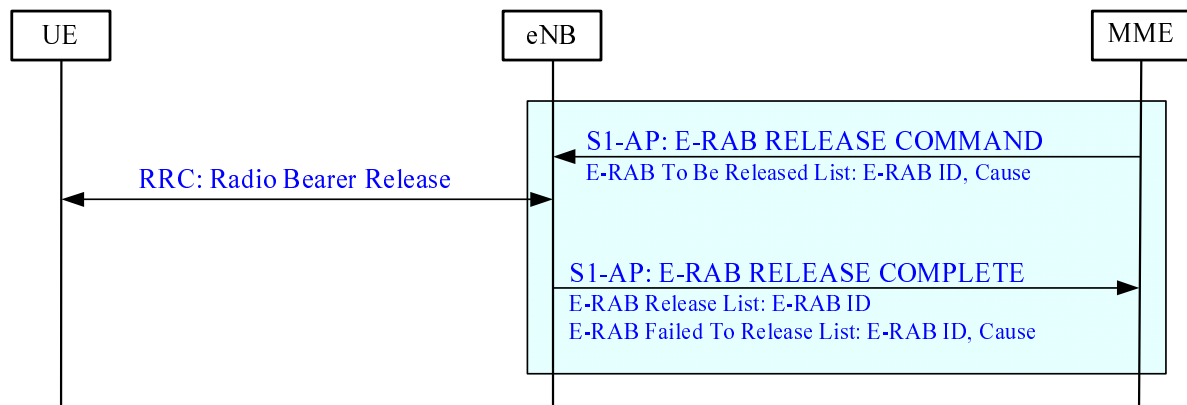 UE
eNB
MME
S1-AP: E-RAB RELEASE COMMAND
E-RAB To Be Released List: E-RAB ID, Cause
RRC: Radio Bearer Release
S1-AP: E-RAB RELEASE COMPLETE
E-RAB Release List: E-RAB ID
E-RAB Failed To Release List: E-RAB ID, Cause